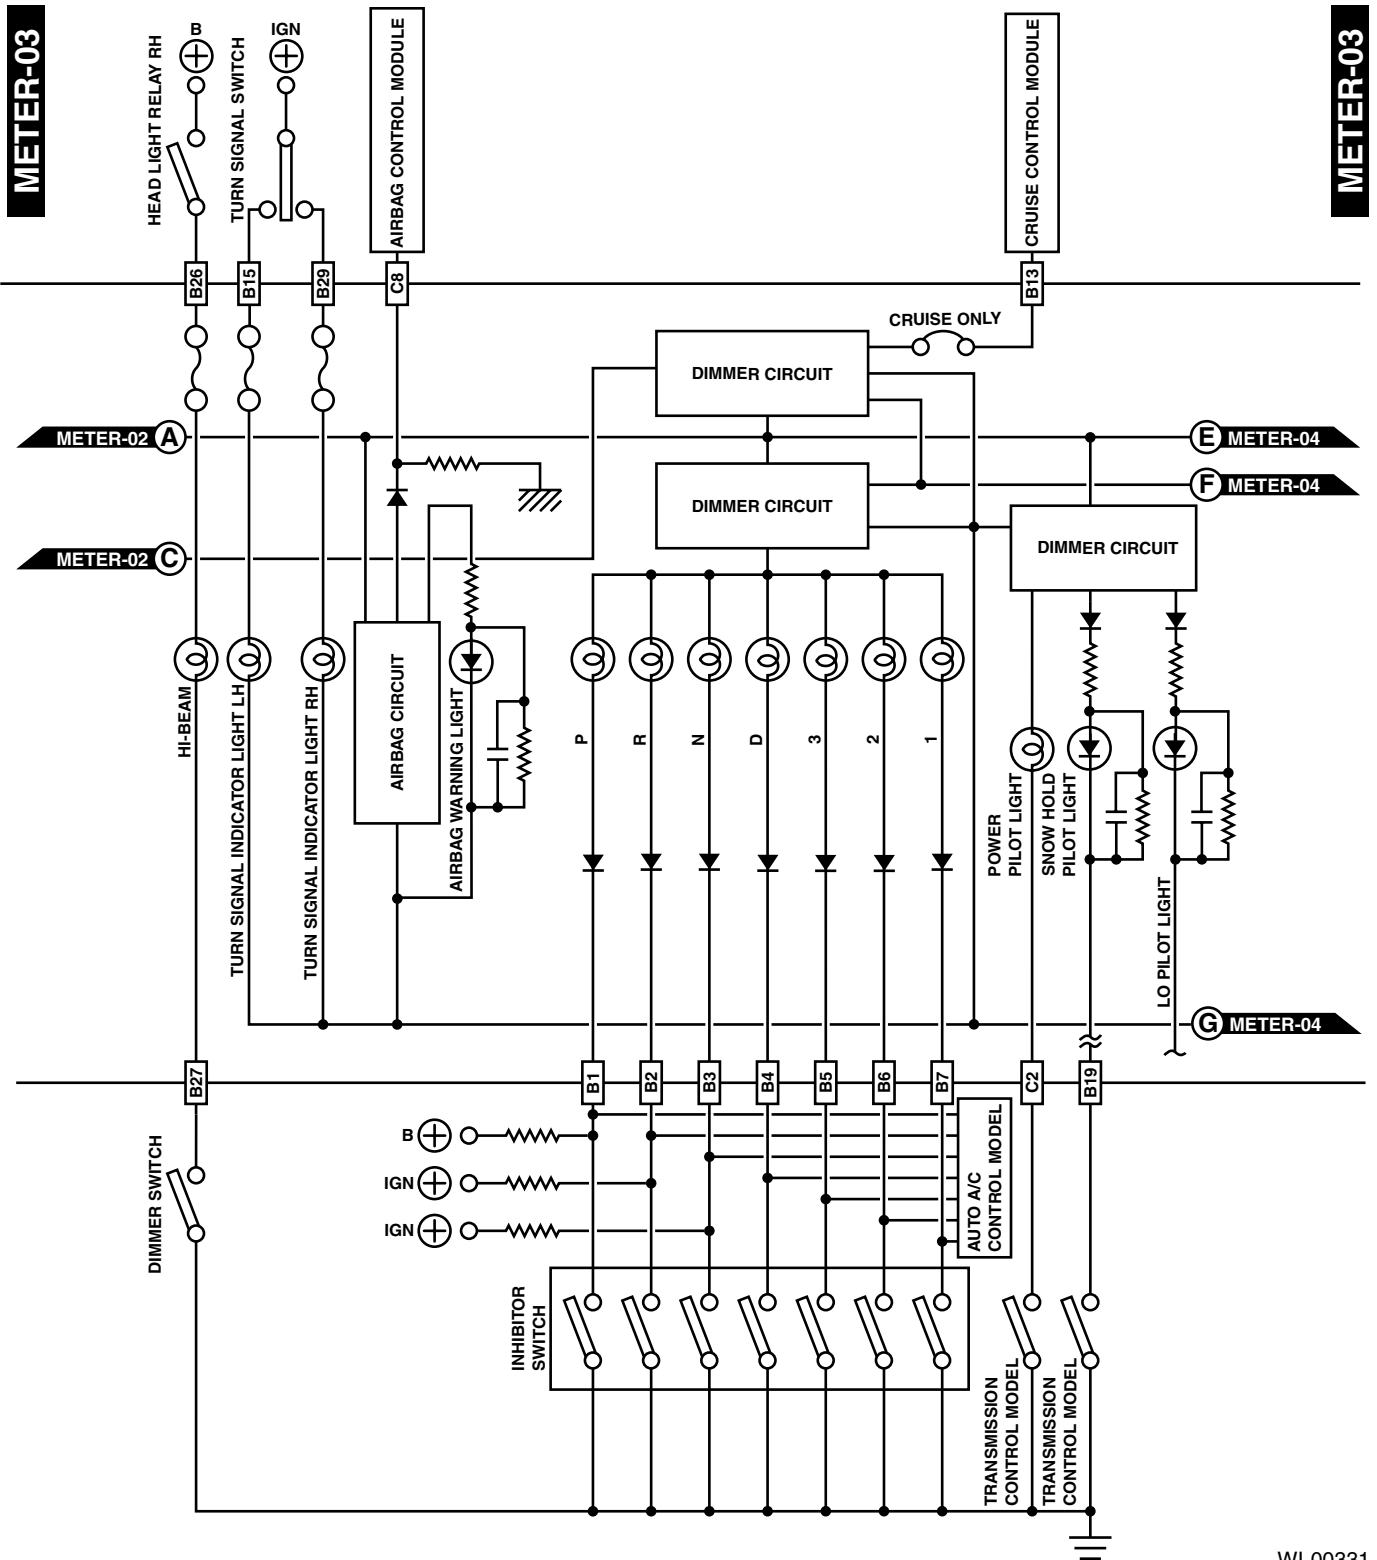 METER-03
METER-03
B
IGN
HEAD LIGHT RELAY RH
TURN SIGNAL SWITCH
AIRBAG CONTROL MODULE
CRUISE CONTROL MODULE
B26
B15
B29
C8
B13
CRUISE ONLY
DIMMER CIRCUIT
METER-02 A
E METER-04
DIMMER CIRCUIT
F METER-04
METER-02 C
DIMMER CIRCUIT
HI-BEAM
TURN SIGNAL INDICATOR LIGHT LH
TURN SIGNAL INDICATOR LIGHT RH
AIRBAG CIRCUIT
AIRBAG WARNING LIGHT
P
R
N
D
3
2
1
POWER
PILOT LIGHT
SNOW HOLD
PILOT LIGHT
LO PILOT LIGHT
G METER-04
B27
B1
B2
B3
B4
B5
B6
B7
C2
B19
DIMMER SWITCH
B
IGN
IGN
AUTO A/C
CONTROL MODEL
INHIBITOR
SWITCH
TRANSMISSION
CONTROL MODEL
TRANSMISSION
CONTROL MODEL
WI-00331